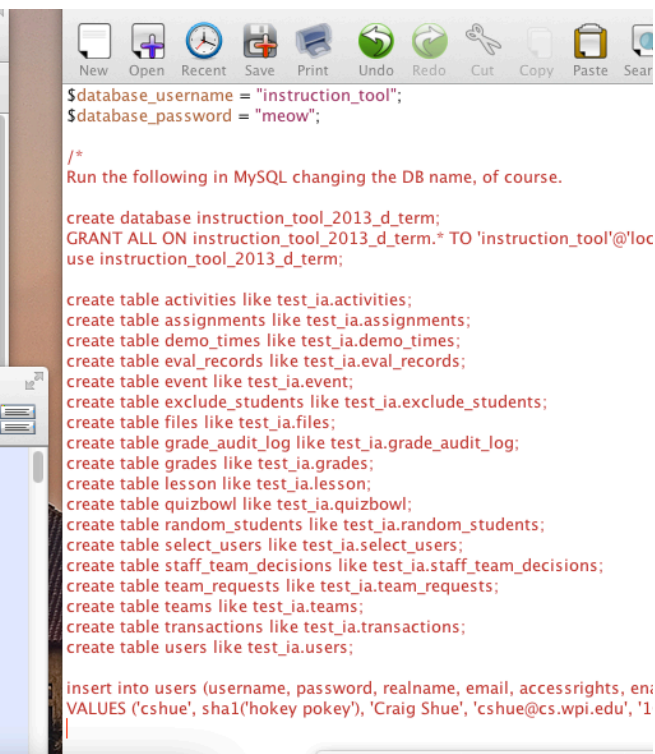 New Open Recent Save Print Undo Redo Cut Copy Paste
$database_username = "instruction_tool";
$database_password = "meow";
/*
Run the following in MySQL changing the DB name, of course.
create database instruction_tool_2013_d_term;
GRANT ALL ON instruction_tool_2013_d_term.* TO 'instruction_tool'@'loc
use instruction_tool_2013_d_term;
create table activities like test_ia.activities;
create table assignments like test_ia.assignments;
create table demo_times like test_ia.demo_times;
create table eval_records like test_ia.eval_records;
create table event like test_ia.event;
create table exclude_students like test_ia.exclude_students;
create table files like test_ia.files;
create table grade_audit_log like test_ia.grade_audit_log;
create table grades like test_ia.grades;
create table lesson like test_ia.lesson;
create table quizbowl like test_ia.quizbowl;
create table random_students like test_ia.random_students;
create table select_users like test_ia.select_users;
create table staff_team_decisions like test_ia.staff_team_decisions;
create table team_requests like test_ia.team_requests;
create table teams like test_ia.teams;
create table transactions like test_ia.transactions;
create table users like test_ia.users;
insert into users (username, password, realname, email, accessrights, ena
VALUES ('cshue', sha1('hokey pokey'), 'Craig Shue', 'cshue@cs.wpi.edu', '1